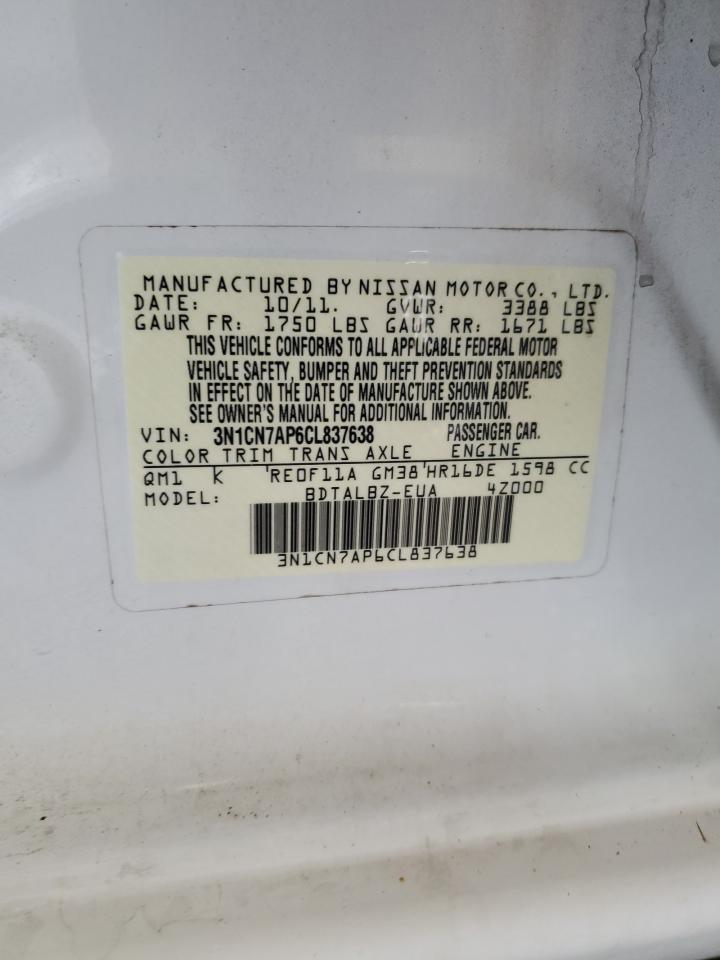 MANUFACTURED BY NISSAN MOTOR CO., LTD.
DATE: 10/11. GVWR: 3388 LBS
GAWR FR: 1750 LBS GAWR RR: 1671 LBS
THIS VEHICLE CONFORMS TO ALL APPLICABLE FEDERAL MOTOR
VEHICLE SAFETY, BUMPER AND THEFT PREVENTION STANDARDS
IN EFFECT ON THE DATE OF MANUFACTURE SHOWN ABOVE.
SEE OWNER'S MANUAL FOR ADDITIONAL INFORMATION.
VIN: 3N1CN7AP6CL837638 PASSENGER CAR.
COLOR TRIM TRANS AXLE ENGINE
QM1 K 'RE0F11A GM38'HR16DE 1598 CC
MODEL: BDTALBZ-EUA 4Z000
3N1CN7AP6CL837638